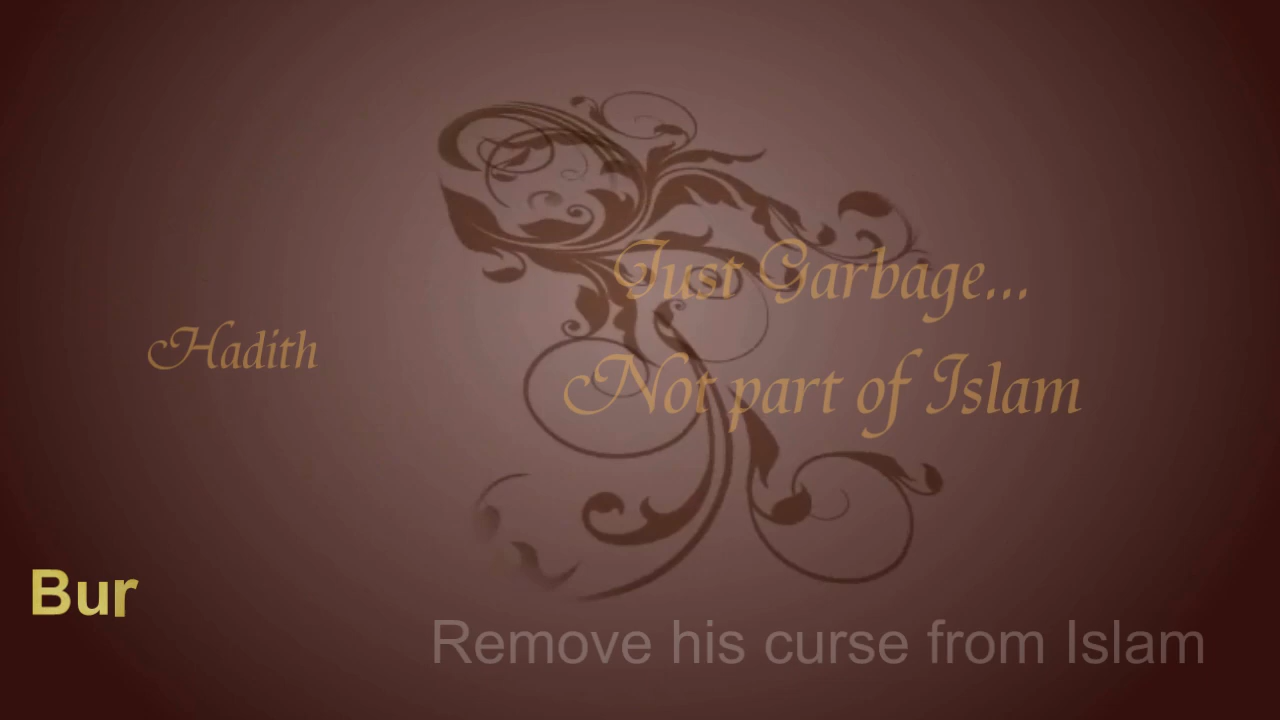 Just Garbage...
Hadith
Not part of Islam
Bur
Remove his curse from Islam